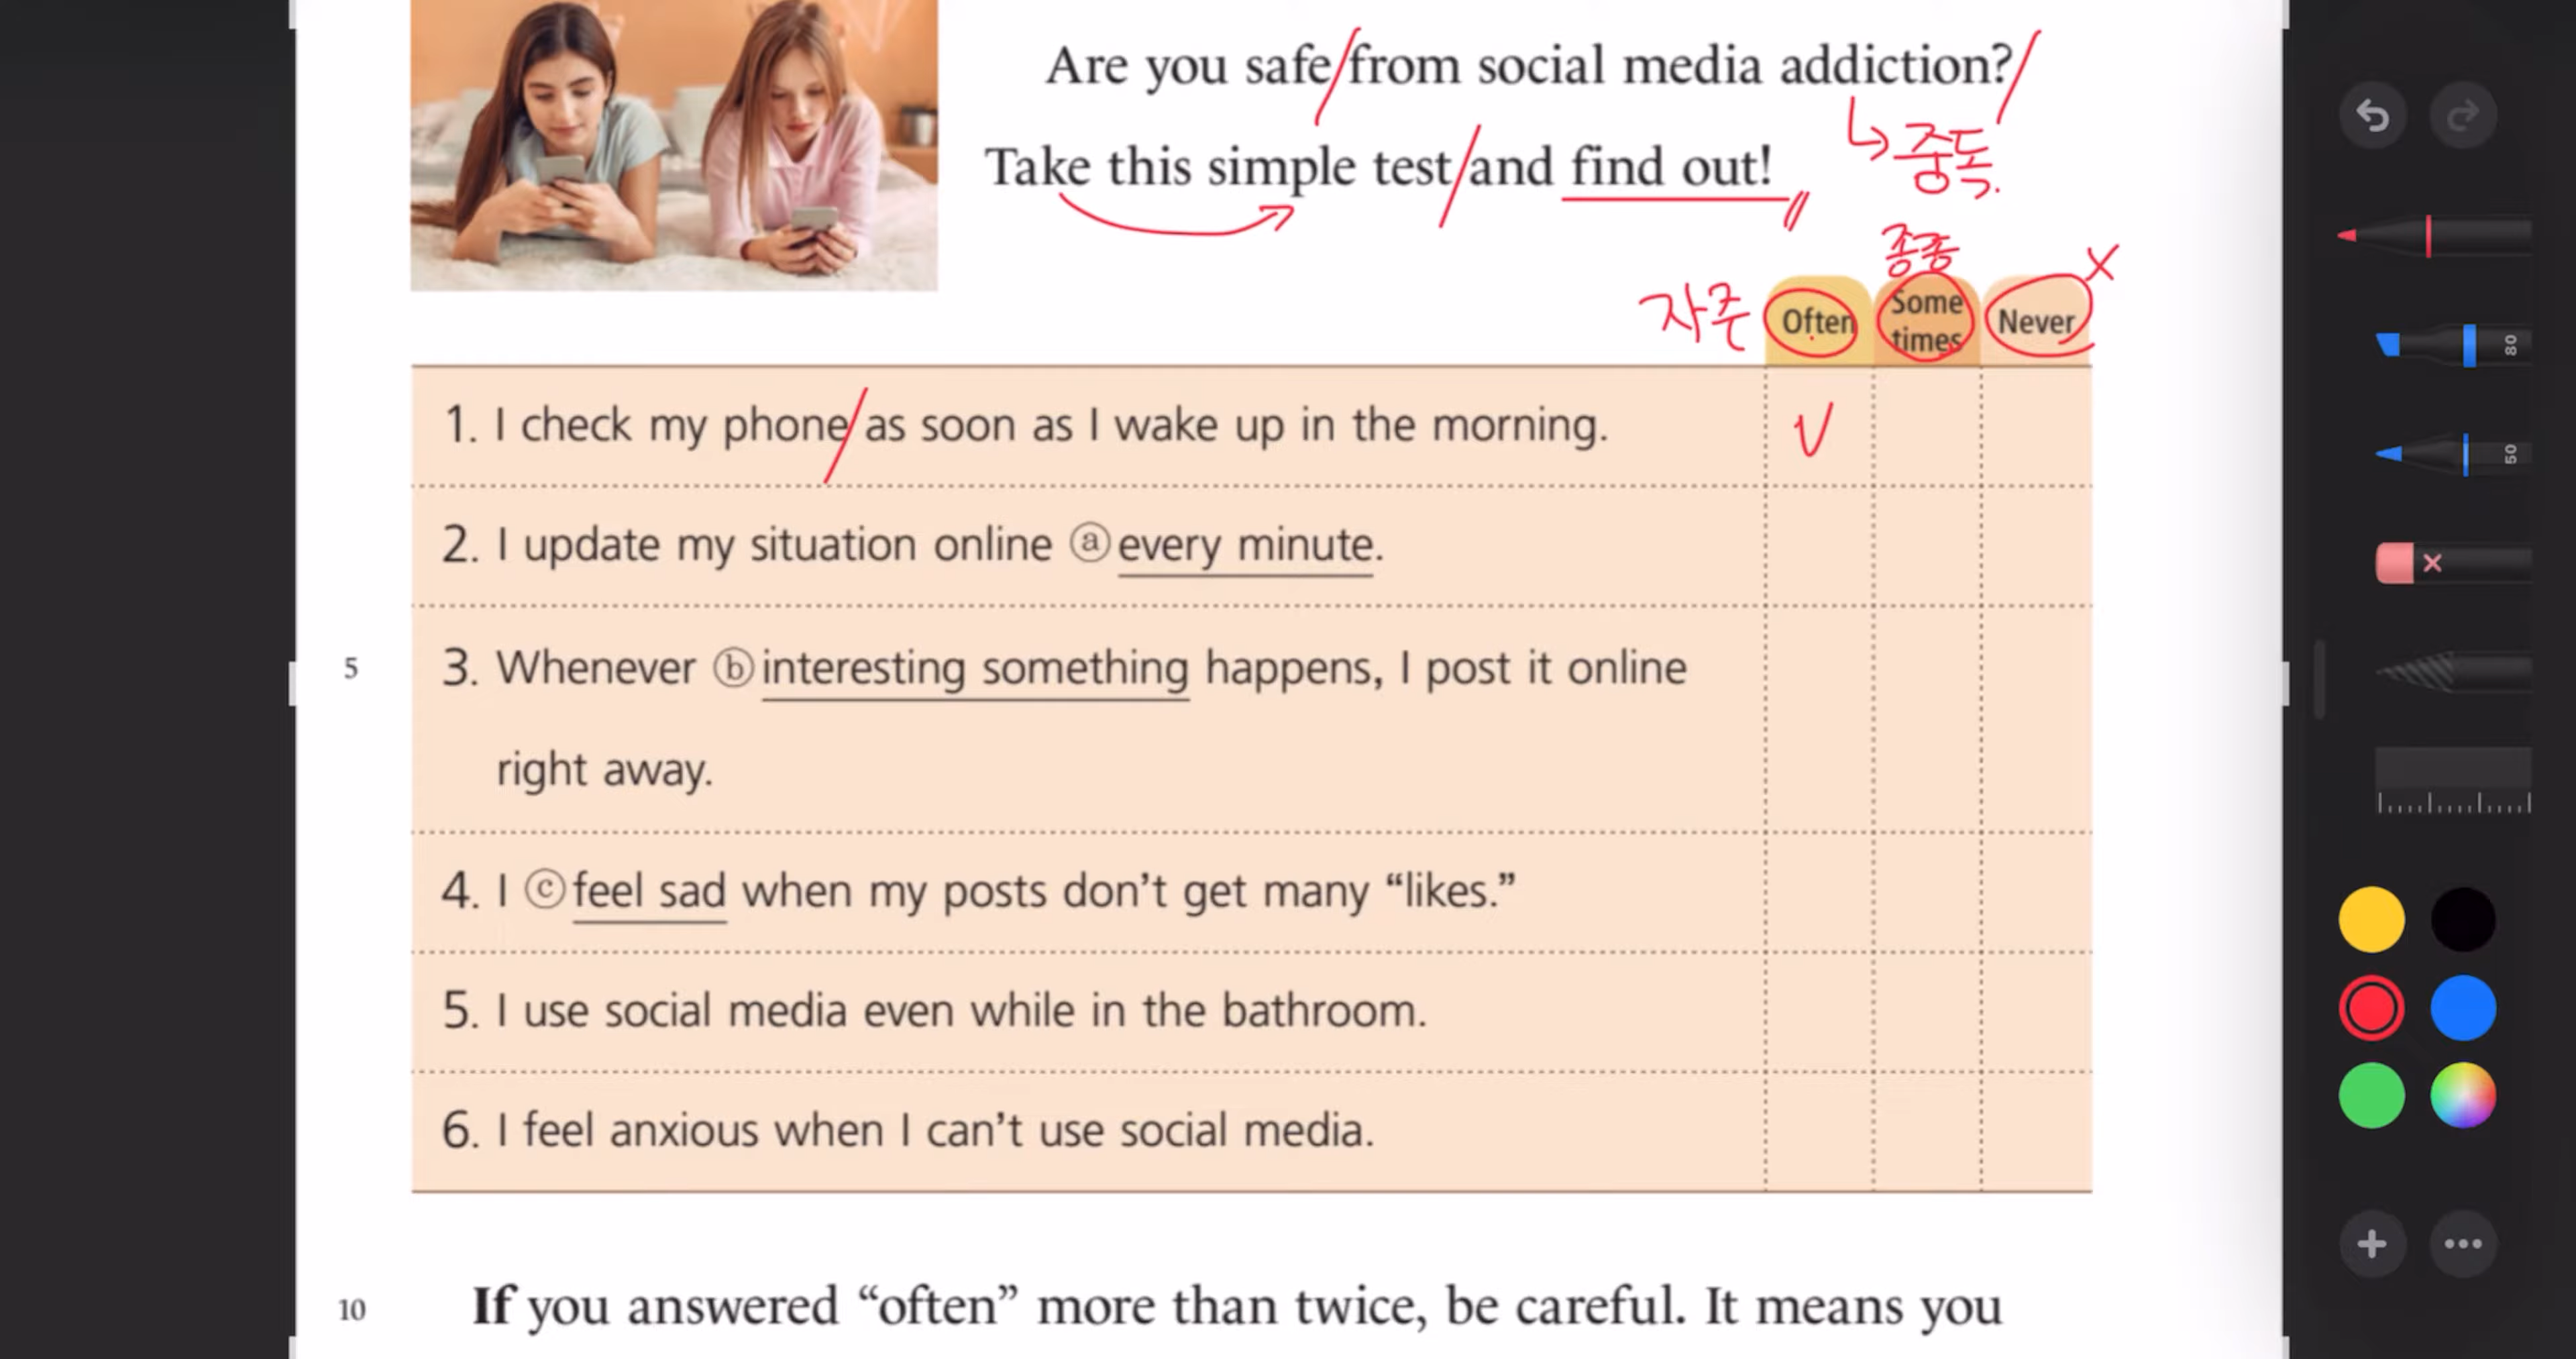 Are you safe from social media addiction?
Take this simple test and find out!
중독.
종종
자주
Often
Some
times
Never
X
1. I check my phone as soon as I wake up in the morning.
V
2. I update my situation online ⓐ every minute.
5
3. Whenever ⓑ interesting something happens, I post it online
right away.
4. I ⓒ feel sad when my posts don't get many “likes.”
5. I use social media even while in the bathroom.
6. I feel anxious when I can't use social media.
10
If you answered “often” more than twice, be careful. It means you
80
50